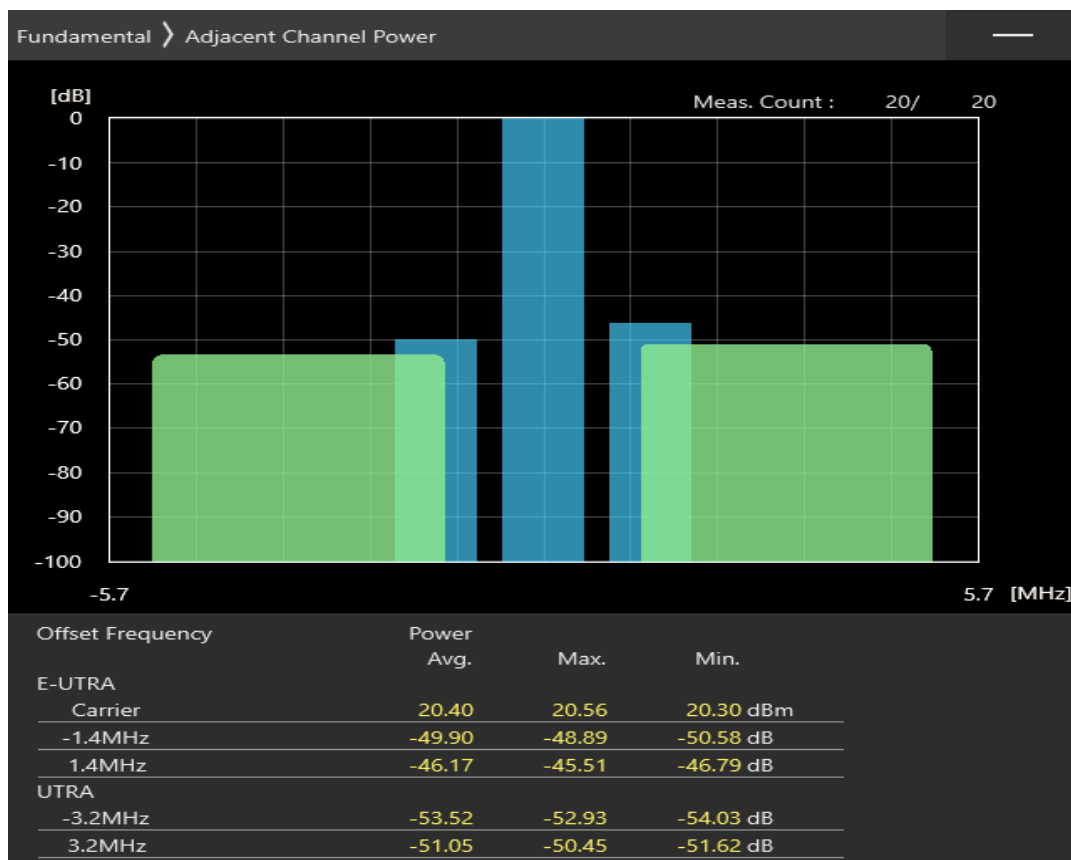 Fundamental ❯ Adjacent Channel Power
[dB]
Meas. Count : 20/ 20
0
-10
-20
-30
-40
-50
-60
-70
-80
-90
-100
-5.7 5.7 [MHz]
Offset Frequency Power
Avg. Max. Min.
E-UTRA
Carrier 20.40 20.56 20.30 dBm
-1.4MHz -49.90 -48.89 -50.58 dB
1.4MHz -46.17 -45.51 -46.79 dB
UTRA
-3.2MHz -53.52 -52.93 -54.03 dB
3.2MHz -51.05 -50.45 -51.62 dB